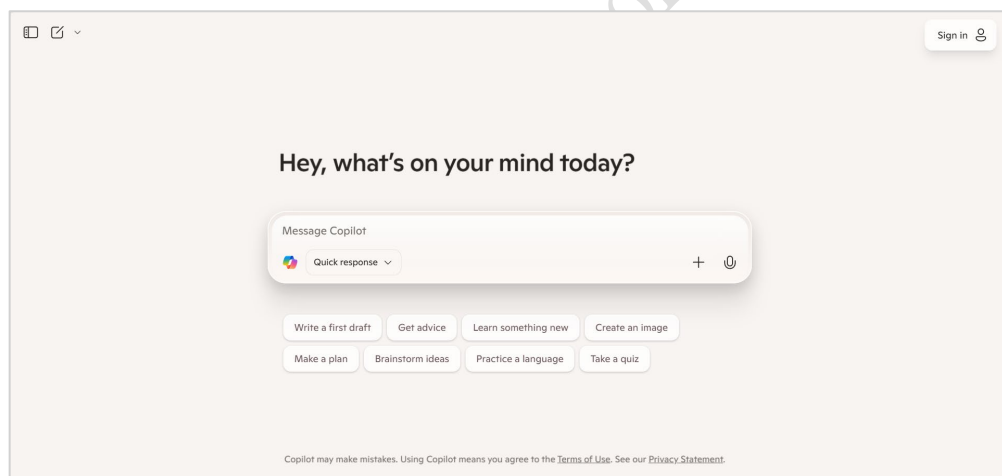 Sign in
Hey, what's on your mind today?
Message Copilot
Quick response
Write a first draft Get advice Learn something new Create an image
Make a plan Brainstorm ideas Practice a language Take a quiz
Copilot may make mistakes. Using Copilot means you agree to the Terms of Use. See our Privacy Statement.